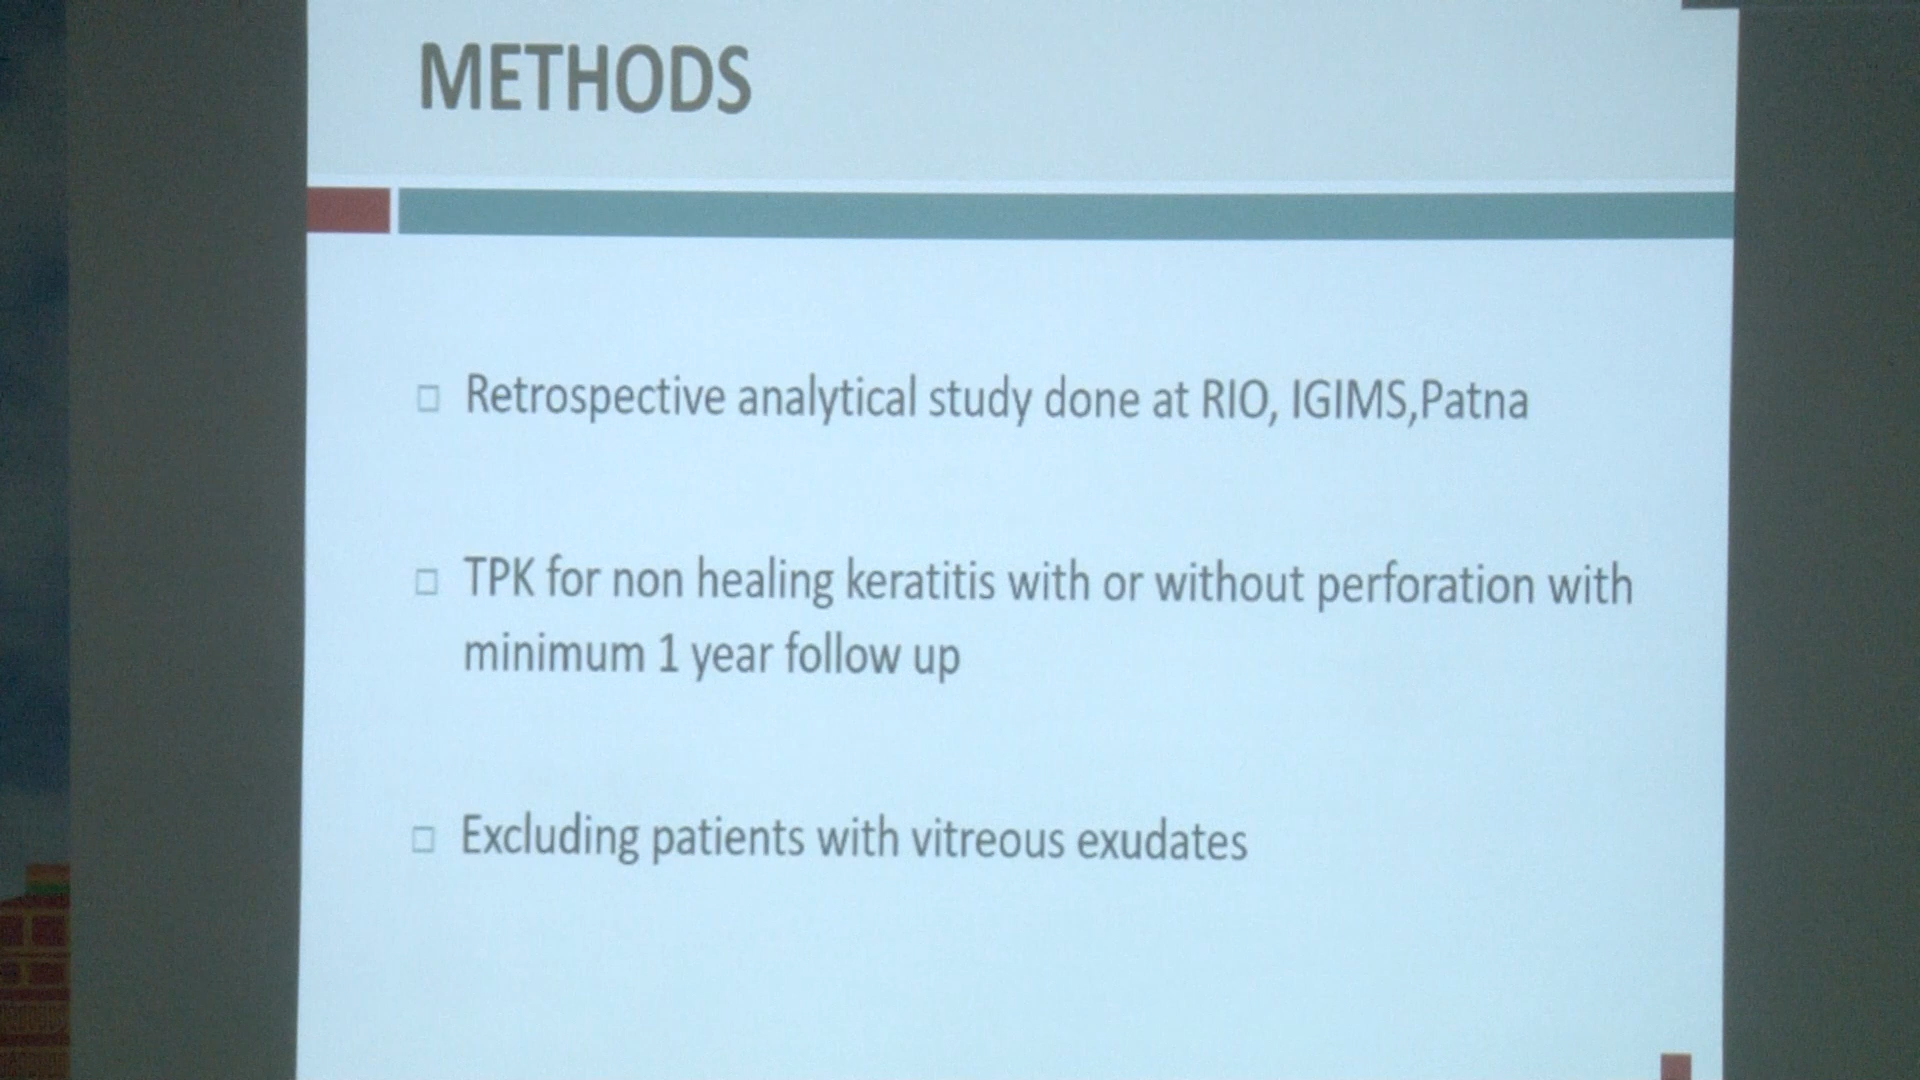 METHODS
Retrospective analytical study done at RIO, IGIMS,Patna
TPK for non healing keratitis with or without perforation with
minimum 1 year follow up
Excluding patients with vitreous exudates